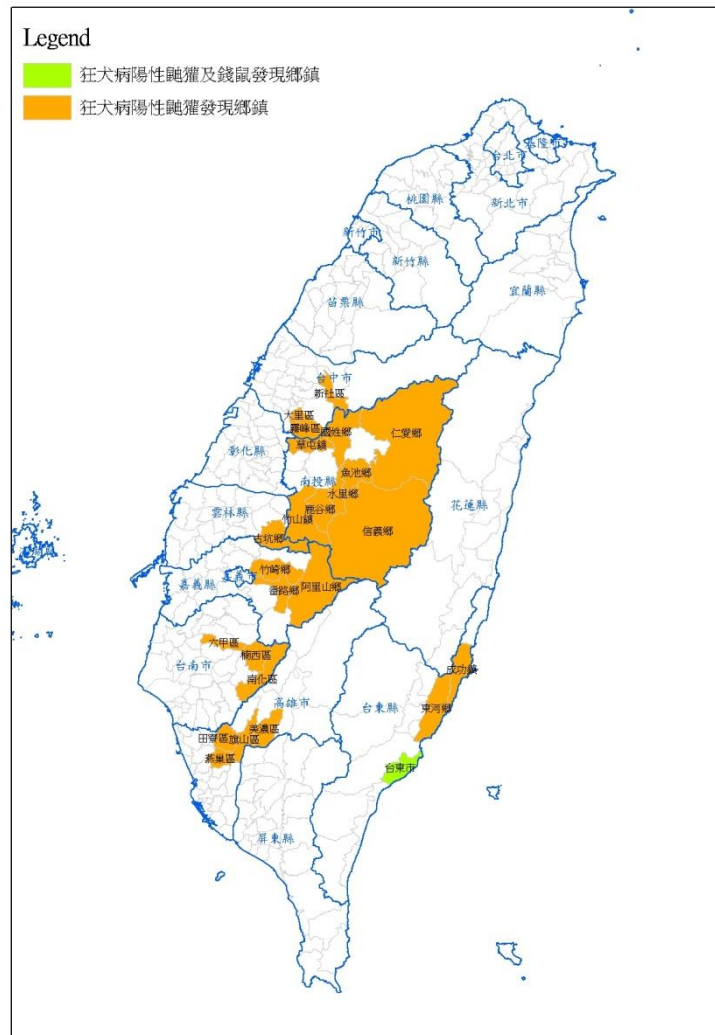 Legend
狂犬病陽性鼬獾及錢鼠發現鄉鎮
狂犬病陽性鼬獾發現鄉鎮
基隆市
台北市
桃園縣
新北市
新竹市
新竹縣
宜蘭縣
苗栗縣
台中市
新社區
大里區
霧峰區
國姓鄉
仁愛鄉
草屯鎮
彰化縣
魚池鄉
南投縣
水里鄉
花蓮縣
雲林縣
鹿谷鄉
竹山鎮
信義鄉
古坑鄉
竹崎鄉
嘉義市
嘉義縣
番路鄉
阿里山鄉
六甲區
楠西區
台南市
南化區
成功鎮
高雄市
台東縣
東河鄉
美濃區
田寮區
旗山區
燕巢區
台東市
屏東縣